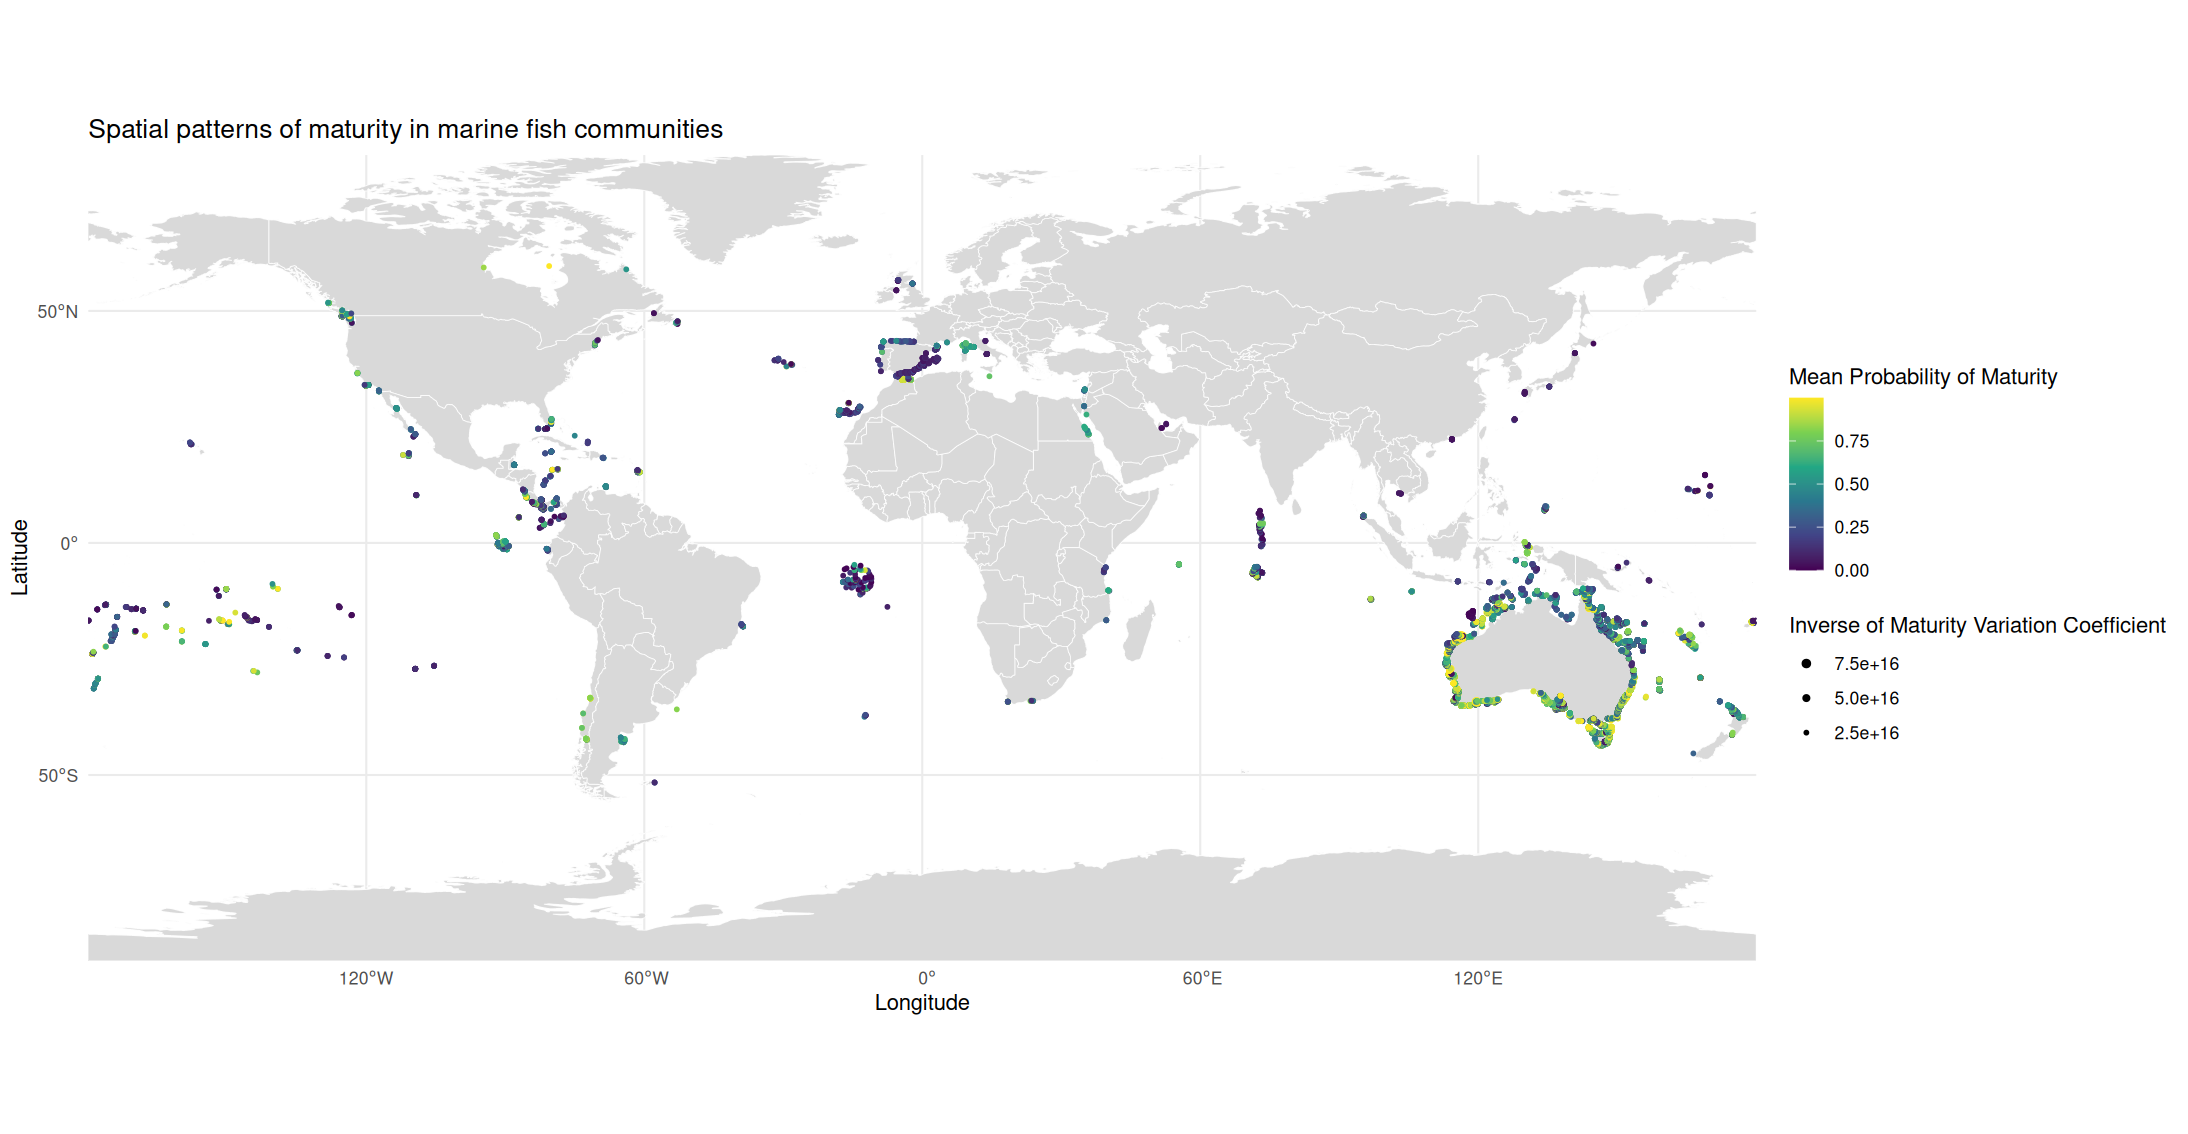 Spatial patterns of maturity in marine fish communities
50°N
0°
50°S
Latitude
120°W
60°W
0°
60°E
120°E
Longitude
Mean Probability of Maturity
0.75
0.50
0.25
0.00
Inverse of Maturity Variation Coefficient
7.5e+16
5.0e+16
2.5e+16